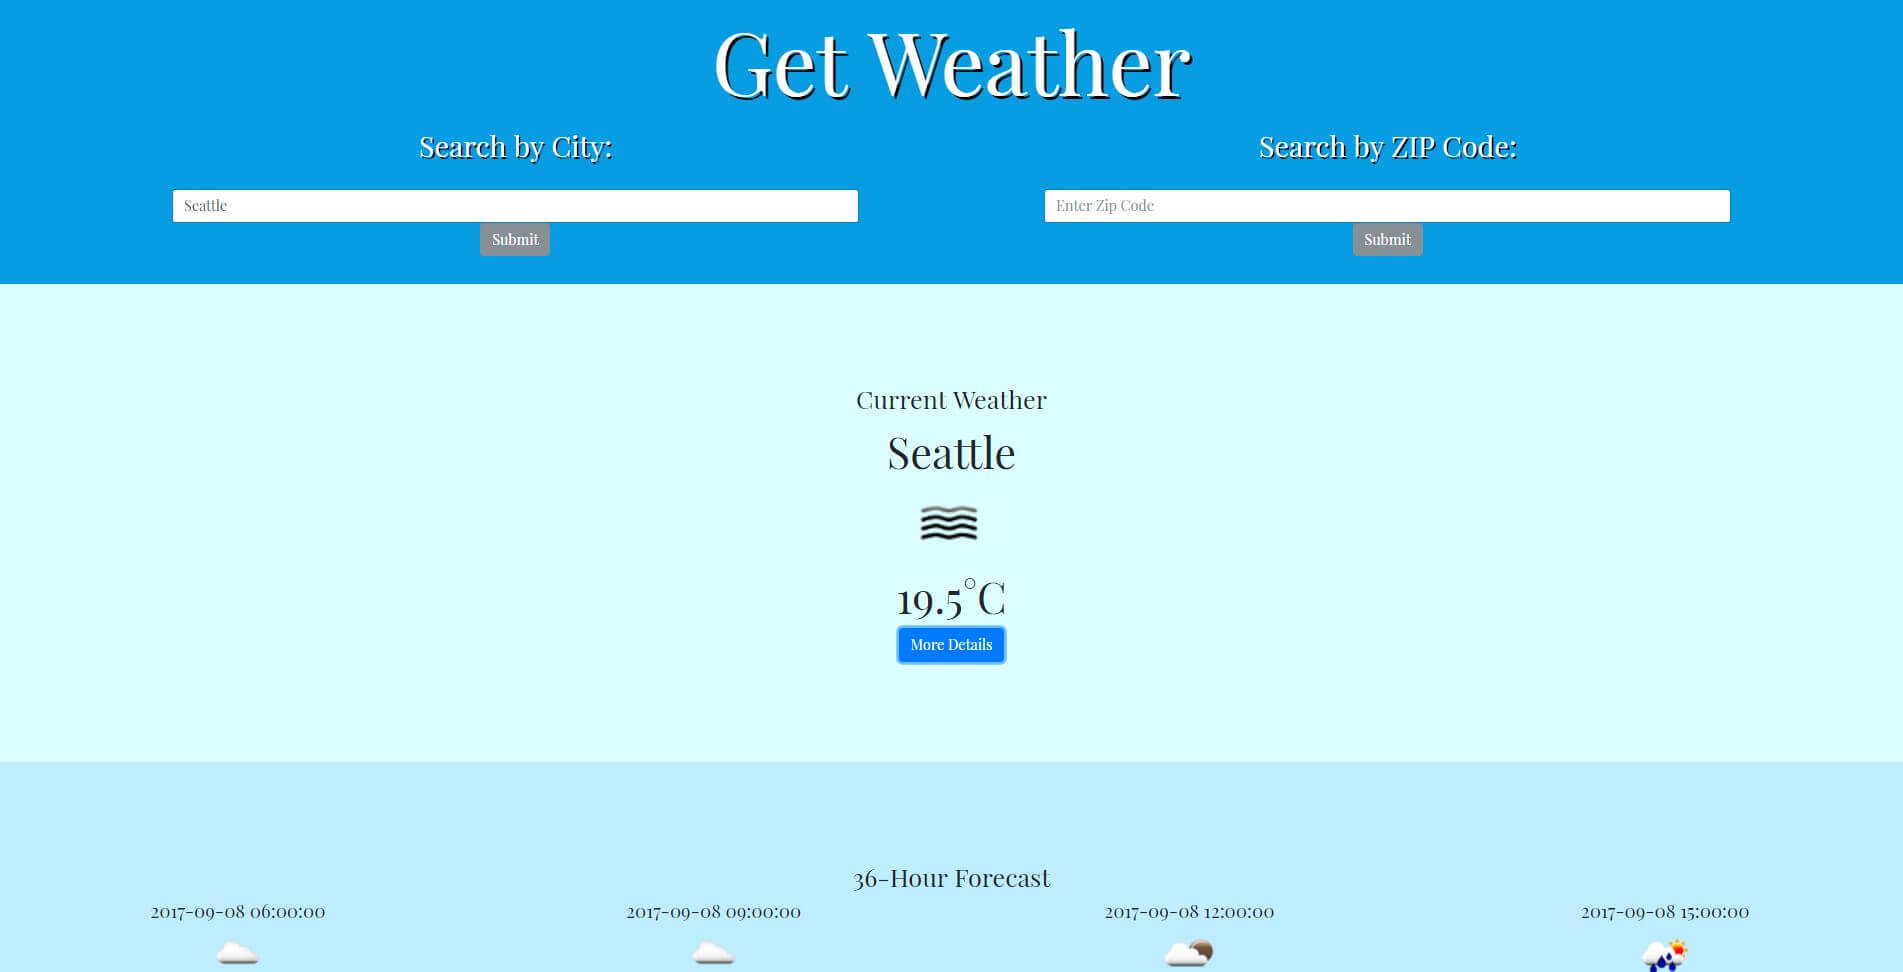 Get Weather
Search by City:
Search by ZIP Code:
Seattle
Enter Zip Code
Submit
Submit
Current Weather
Seattle
19.5°C
More Details
36-Hour Forecast
2017-09-08 06:00:00
2017-09-08 09:00:00
2017-09-08 12:00:00
2017-09-08 15:00:00